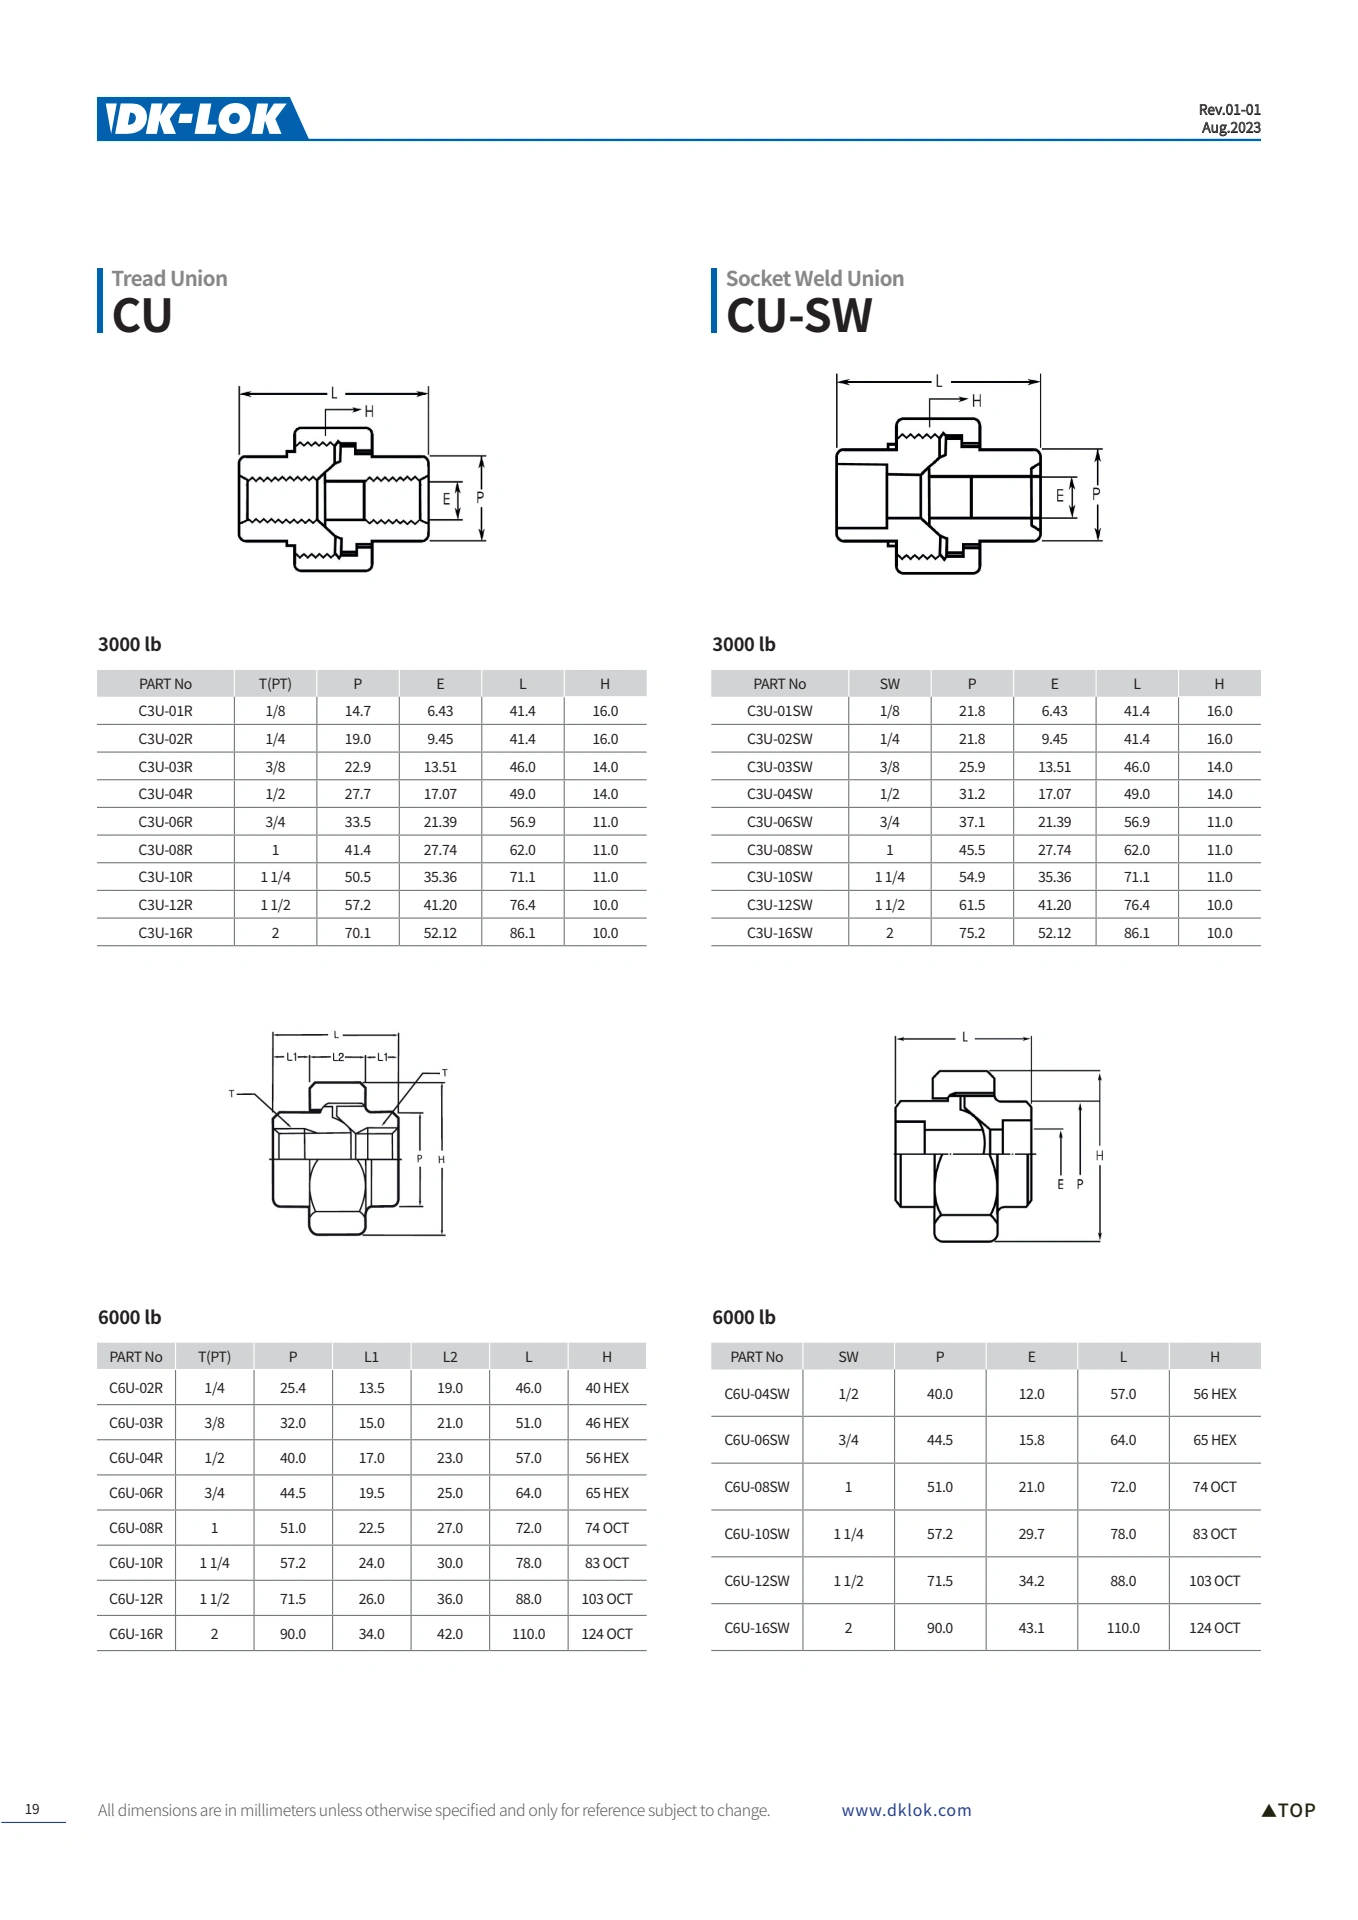 DK-LOK
Rev.01-01
Aug.2023
Tread Union
CU
L
H
E
P
3000 lb
PART No T(PT) P E L H
C3U-01R 1/8 14.7 6.43 41.4 16.0
C3U-02R 1/4 19.0 9.45 41.4 16.0
C3U-03R 3/8 22.9 13.51 46.0 14.0
C3U-04R 1/2 27.7 17.07 49.0 14.0
C3U-06R 3/4 33.5 21.39 56.9 11.0
C3U-08R 1 41.4 27.74 62.0 11.0
C3U-10R 1 1/4 50.5 35.36 71.1 11.0
C3U-12R 1 1/2 57.2 41.20 76.4 10.0
C3U-16R 2 70.1 52.12 86.1 10.0
L
L1 L2 L1
T
T
P H
6000 lb
PART No T(PT) P L1 L2 L H
C6U-02R 1/4 25.4 13.5 19.0 46.0 40 HEX
C6U-03R 3/8 32.0 15.0 21.0 51.0 46 HEX
C6U-04R 1/2 40.0 17.0 23.0 57.0 56 HEX
C6U-06R 3/4 44.5 19.5 25.0 64.0 65 HEX
C6U-08R 1 51.0 22.5 27.0 72.0 74 OCT
C6U-10R 1 1/4 57.2 24.0 30.0 78.0 83 OCT
C6U-12R 1 1/2 71.5 26.0 36.0 88.0 103 OCT
C6U-16R 2 90.0 34.0 42.0 110.0 124 OCT
Socket Weld Union
CU-SW
L
H
E P
3000 lb
PART No SW P E L H
C3U-01SW 1/8 21.8 6.43 41.4 16.0
C3U-02SW 1/4 21.8 9.45 41.4 16.0
C3U-03SW 3/8 25.9 13.51 46.0 14.0
C3U-04SW 1/2 31.2 17.07 49.0 14.0
C3U-06SW 3/4 37.1 21.39 56.9 11.0
C3U-08SW 1 45.5 27.74 62.0 11.0
C3U-10SW 1 1/4 54.9 35.36 71.1 11.0
C3U-12SW 1 1/2 61.5 41.20 76.4 10.0
C3U-16SW 2 75.2 52.12 86.1 10.0
L
H
E P
6000 lb
PART No SW P E L H
C6U-04SW 1/2 40.0 12.0 57.0 56 HEX
C6U-06SW 3/4 44.5 15.8 64.0 65 HEX
C6U-08SW 1 51.0 21.0 72.0 74 OCT
C6U-10SW 1 1/4 57.2 29.7 78.0 83 OCT
C6U-12SW 1 1/2 71.5 34.2 88.0 103 OCT
C6U-16SW 2 90.0 43.1 110.0 124 OCT
19 All dimensions are in millimeters unless otherwise specified and only for reference subject to change. www.dklok.com ▲TOP